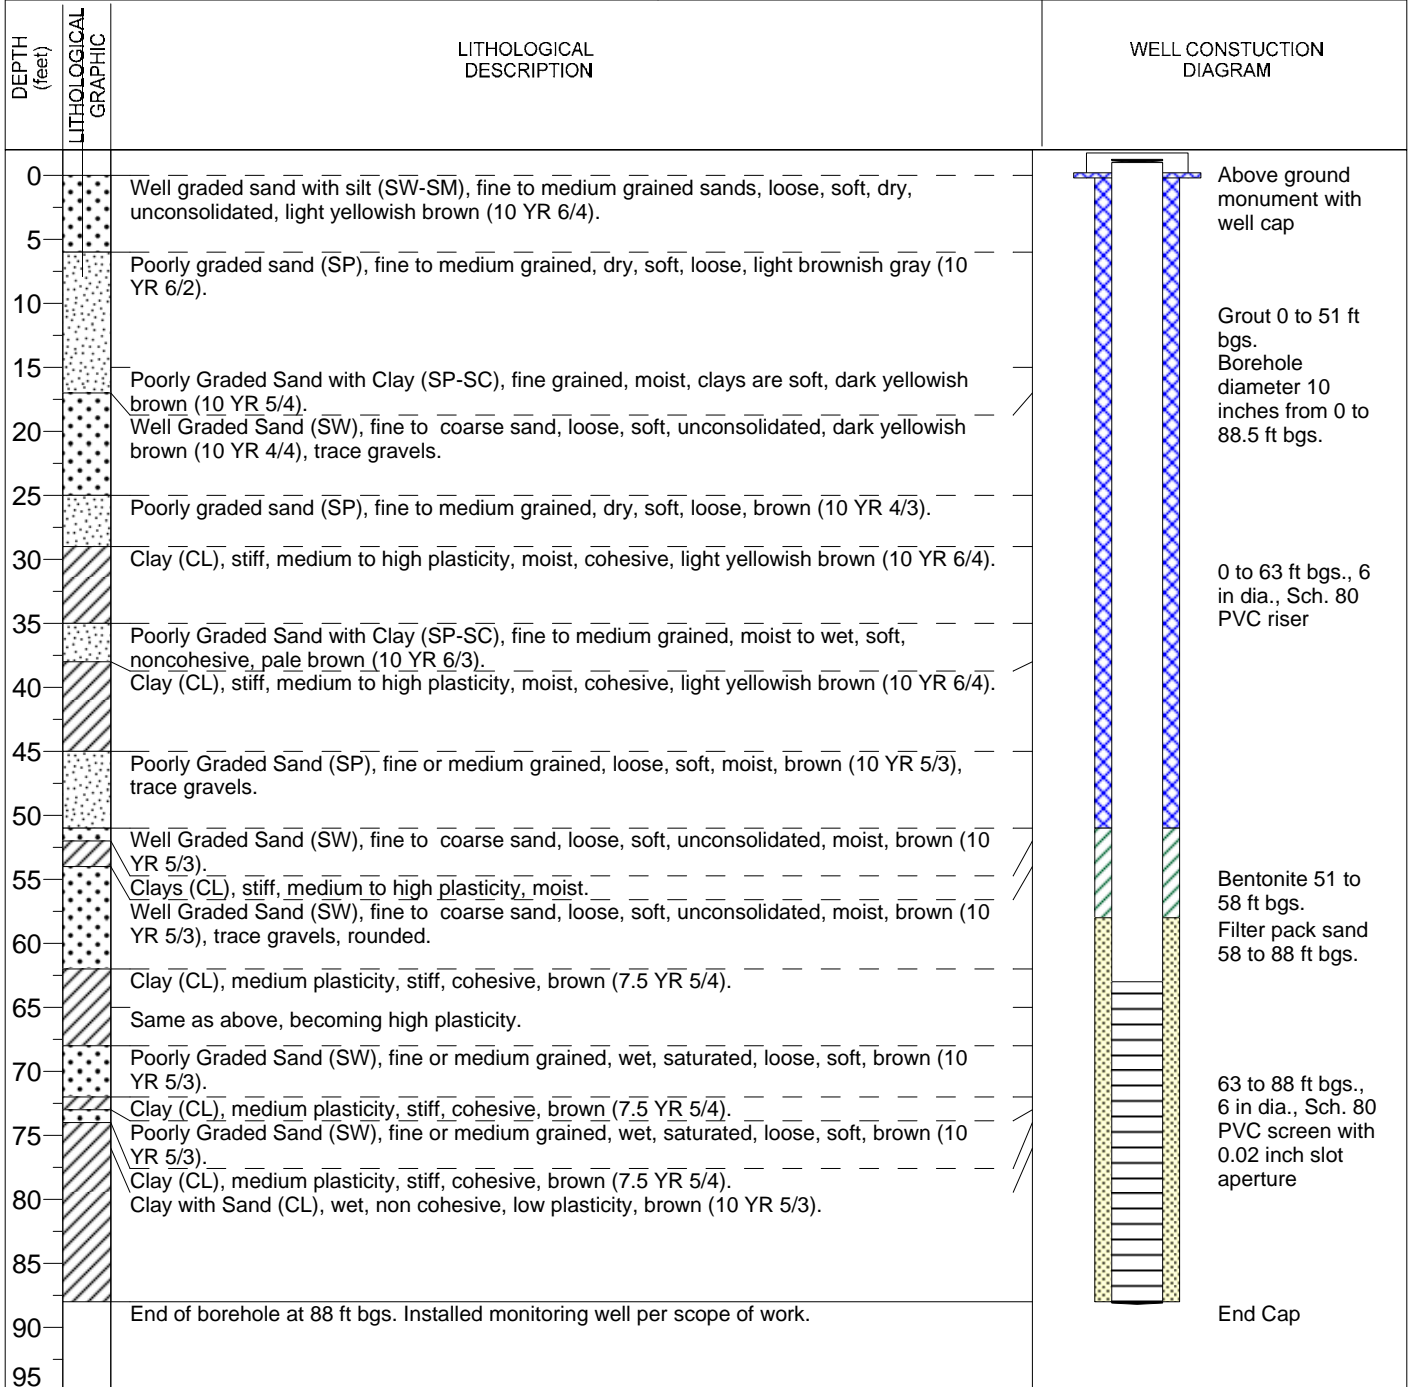 DEPTH
(feet)
LITHOLOGICAL
GRAPHIC
LITHOLOGICAL
DESCRIPTION
WELL CONSTUCTION
DIAGRAM
0
5
10
15
20
25
30
35
40
45
50
55
60
65
70
75
80
85
90
95
Well graded sand with silt (SW-SM), fine to medium grained sands, loose, soft, dry,
unconsolidated, light yellowish brown (10 YR 6/4).
Poorly graded sand (SP), fine to medium grained, dry, soft, loose, light brownish gray (10
YR 6/2).
Poorly Graded Sand with Clay (SP-SC), fine grained, moist, clays are soft, dark yellowish
brown (10 YR 5/4).
Well Graded Sand (SW), fine to coarse sand, loose, soft, unconsolidated, dark yellowish
brown (10 YR 4/4), trace gravels.
Poorly graded sand (SP), fine to medium grained, dry, soft, loose, brown (10 YR 4/3).
Clay (CL), stiff, medium to high plasticity, moist, cohesive, light yellowish brown (10 YR 6/4).
Poorly Graded Sand with Clay (SP-SC), fine to medium grained, moist to wet, soft,
noncohesive, pale brown (10 YR 6/3).
Clay (CL), stiff, medium to high plasticity, moist, cohesive, light yellowish brown (10 YR 6/4).
Poorly Graded Sand (SP), fine or medium grained, loose, soft, moist, brown (10 YR 5/3),
trace gravels.
Well Graded Sand (SW), fine to coarse sand, loose, soft, unconsolidated, moist, brown (10
YR 5/3).
Clays (CL), stiff, medium to high plasticity, moist.
Well Graded Sand (SW), fine to coarse sand, loose, soft, unconsolidated, moist, brown (10
YR 5/3), trace gravels, rounded.
Clay (CL), medium plasticity, stiff, cohesive, brown (7.5 YR 5/4).
Same as above, becoming high plasticity.
Poorly Graded Sand (SW), fine or medium grained, wet, saturated, loose, soft, brown (10
YR 5/3).
Clay (CL), medium plasticity, stiff, cohesive, brown (7.5 YR 5/4).
Poorly Graded Sand (SW), fine or medium grained, wet, saturated, loose, soft, brown (10
YR 5/3).
Clay (CL), medium plasticity, stiff, cohesive, brown (7.5 YR 5/4).
Clay with Sand (CL), wet, non cohesive, low plasticity, brown (10 YR 5/3).
End of borehole at 88 ft bgs. Installed monitoring well per scope of work.
Above ground
monument with
well cap
Grout 0 to 51 ft
bgs.
Borehole
diameter 10
inches from 0 to
88.5 ft bgs.
0 to 63 ft bgs., 6
in dia., Sch. 80
PVC riser
Bentonite 51 to
58 ft bgs.
Filter pack sand
58 to 88 ft bgs.
63 to 88 ft bgs.,
6 in dia., Sch. 80
PVC screen with
0.02 inch slot
aperture
End Cap